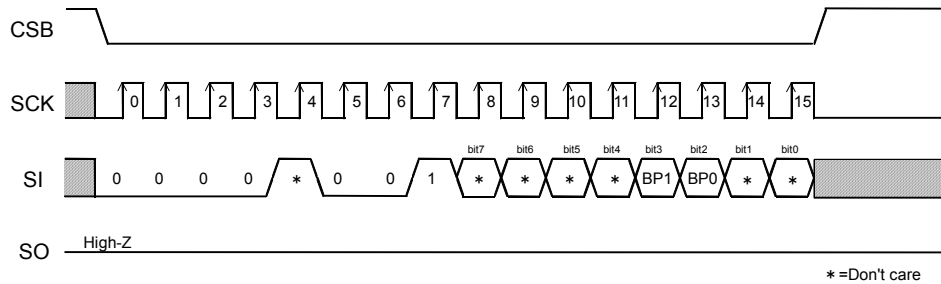 CSB
SCK 0 1 2 3 4 5 6 7 8 9 10 11 12 13 14 15
bit7 bit6 bit5 bit4 bit3 bit2 bit1 bit0
SI 0 0 0 0 * 0 0 1 * * * * BP1 BP0 * *
SO High-Z
* =Don't care